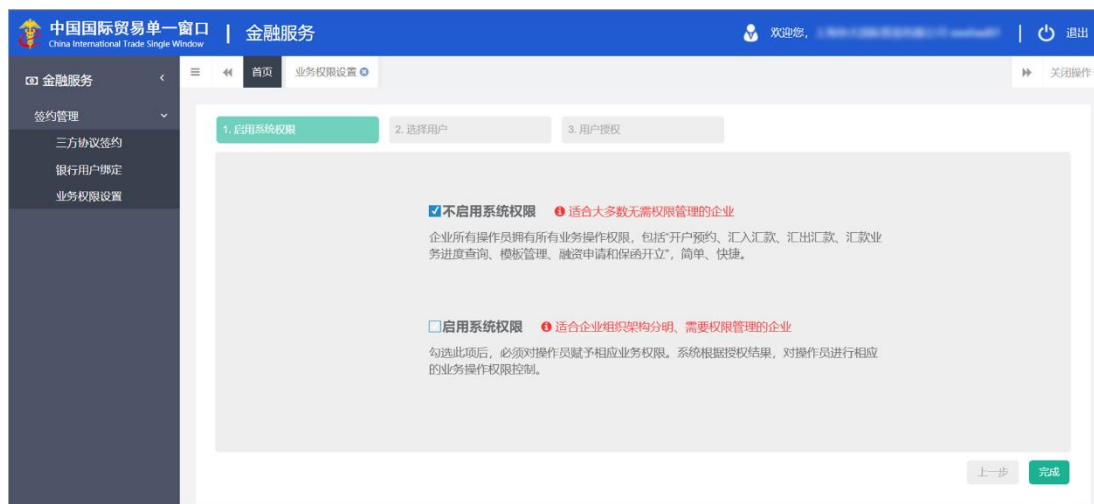 中国国际贸易单一窗口 | 金融服务
China International Trade Single Window
欢迎您,
退出
金融服务
首页
业务权限设置
关闭操作
签约管理
三方协议签约
银行用户绑定
业务权限设置
1. 启用系统权限
2. 选择用户
3. 用户授权
不启用系统权限 适合大多数无需权限管理的企业
企业所有操作员拥有所有业务操作权限,包括“开户预约、汇入汇款、汇出汇款、汇款业
务进度查询、模板管理、融资申请和保函开立”,简单、快捷。
启用系统权限 适合企业组织架构分明、需要权限管理的企业
勾选此项后,必须对操作员赋予相应业务权限。系统根据授权结果,对操作员进行相应
的业务操作权限控制。
上一步
完成